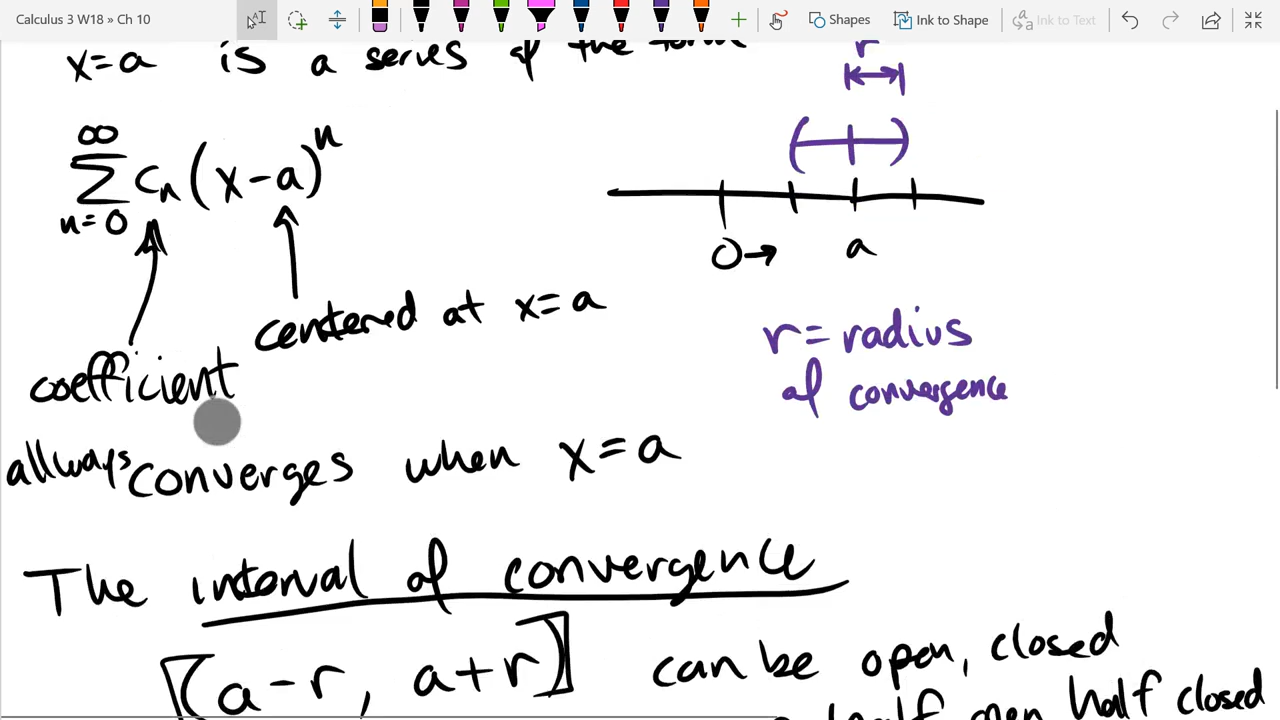 Calculus 3 W18 » Ch 10
Shapes
Ink to Shape
Ink to Text
x=a is a series of the form
r
∞
Σ cₙ(x-a)ⁿ
n=0
0→ a
centered at x=a
coefficient
r= radius
of convergence
allways converges when x=a
The interval of convergence
[(a-r, a+r)] can be open, closed
half open half closed